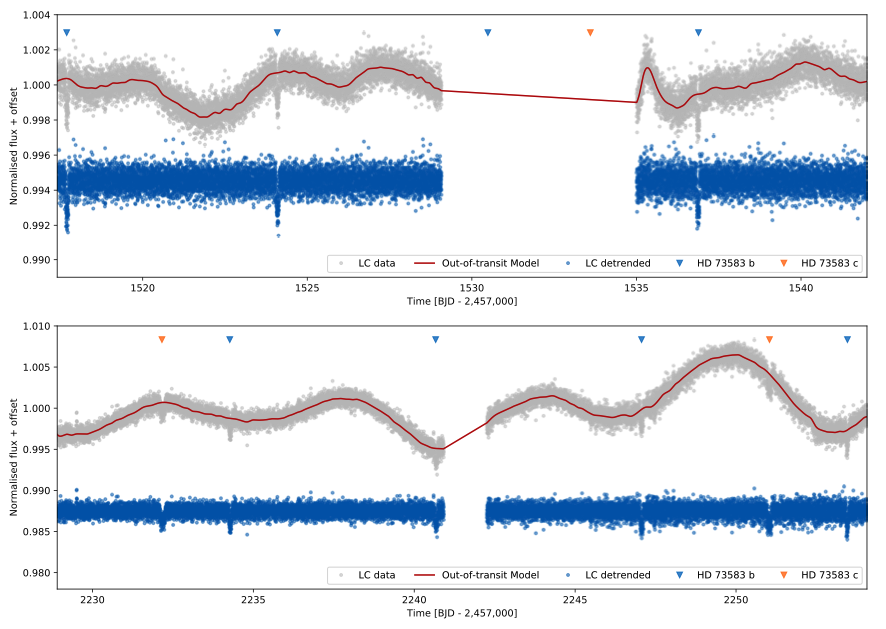 1.004
1.002
1.000
0.998
0.996
0.994
0.992
0.990
Normalised flux + offset
LC data Out-of-transit Model LC detrended HD 73583 b HD 73583 c
1520 1525 1530 1535 1540
Time [BJD - 2,457,000]
1.010
1.005
1.000
0.995
0.990
0.985
0.980
Normalised flux + offset
LC data Out-of-transit Model LC detrended HD 73583 b HD 73583 c
2230 2235 2240 2245 2250
Time [BJD - 2,457,000]